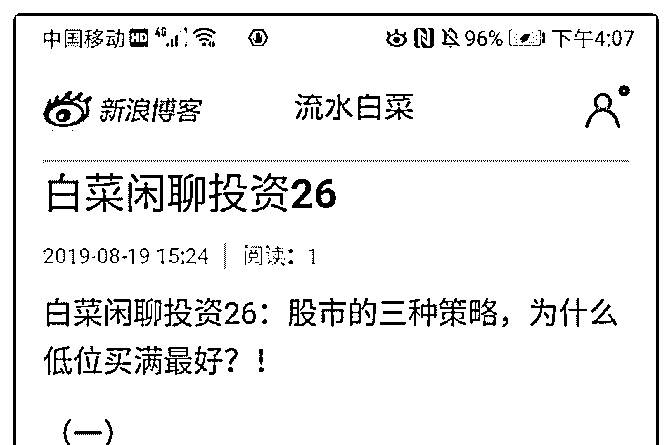 中国移动 HD 4G 96% 下午4:07
新浪博客 流水白菜
白菜闲聊投资26
2019-08-19 15:24 | 阅读：1
白菜闲聊投资26：股市的三种策略，为什么
低位买满最好？！
（一）